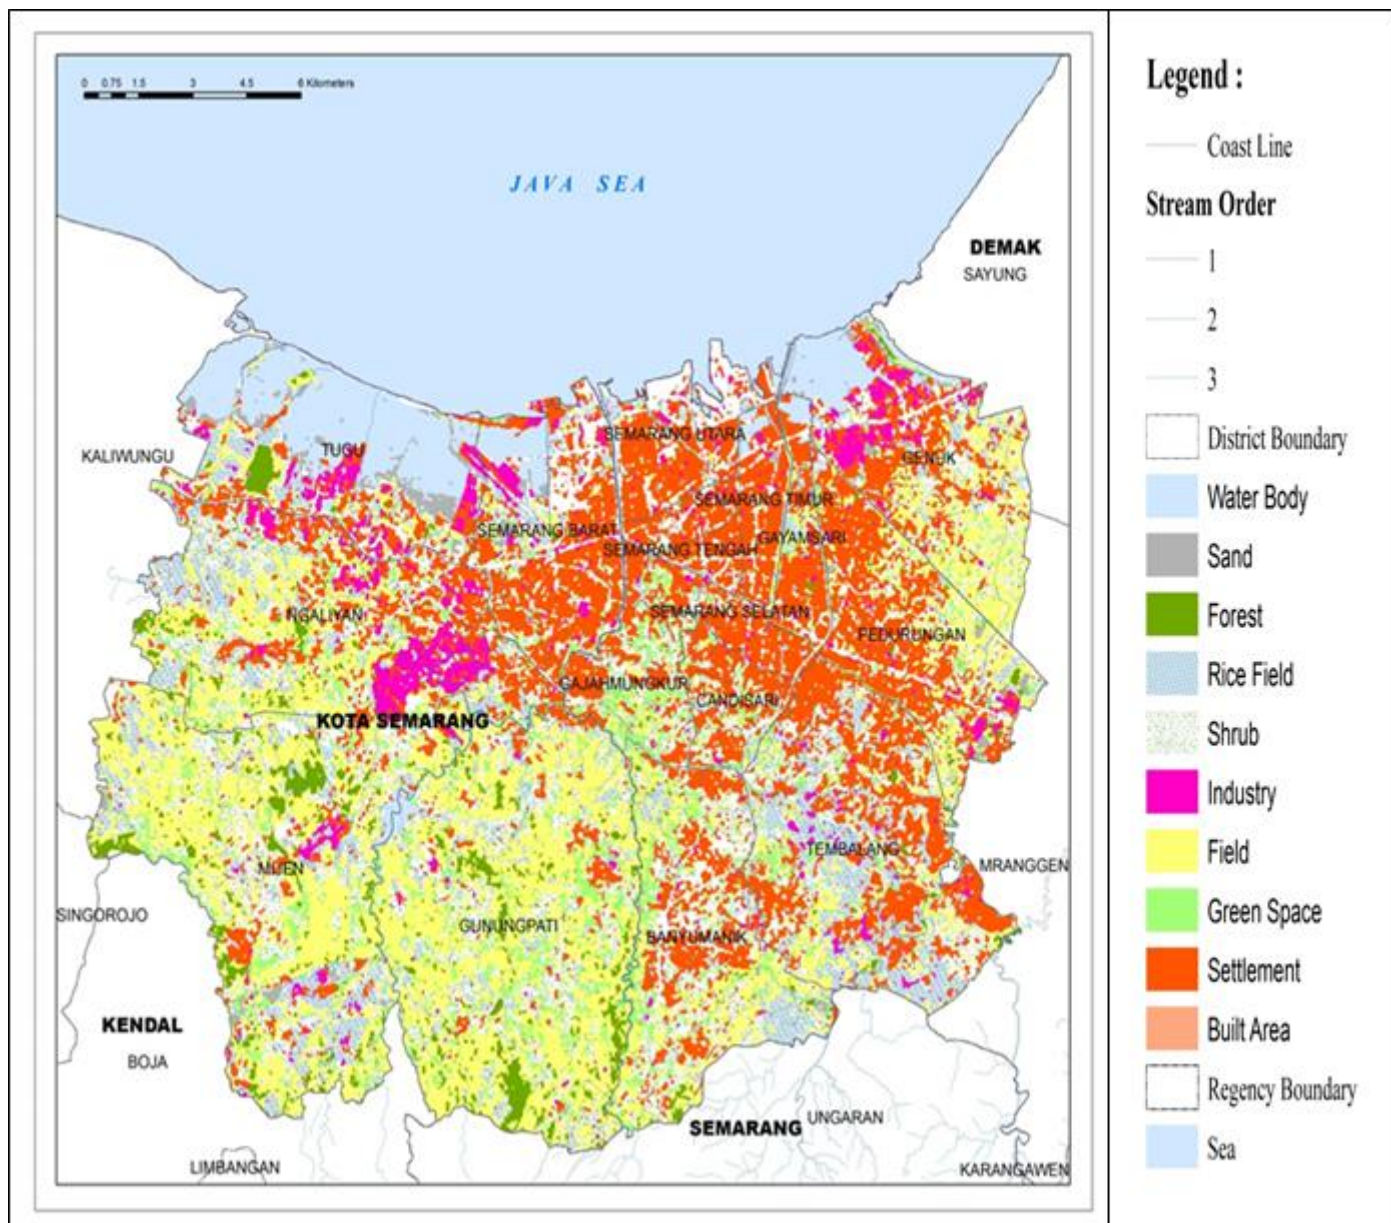 0 0.75 1.5 3 4.5 6 Kilometers
JAVA SEA
DEMAK
SAYUNG
KALIWUNGU
TUGU
SEMARANG UTARA
GENUK
SEMARANG TIMUR
SEMARANG BARAT
GAYAMSARI
SEMARANG TENGAH
NGALIYAN
SEMARANG SELATAN
PEDURUNGAN
GAJAHMUNGKUR
CANDISARI
KOTA SEMARANG
TEMBALANG
MIJEN
MRANGGEN
SINGOROJO
GUNUNGPATI
BANYUMANIK
KENDAL
BOJA
SEMARANG
UNGARAN
LIMBANGAN
KARANGAWEN
Legend :
Coast Line
Stream Order
1
2
3
District Boundary
Water Body
Sand
Forest
Rice Field
Shrub
Industry
Field
Green Space
Settlement
Built Area
Regency Boundary
Sea